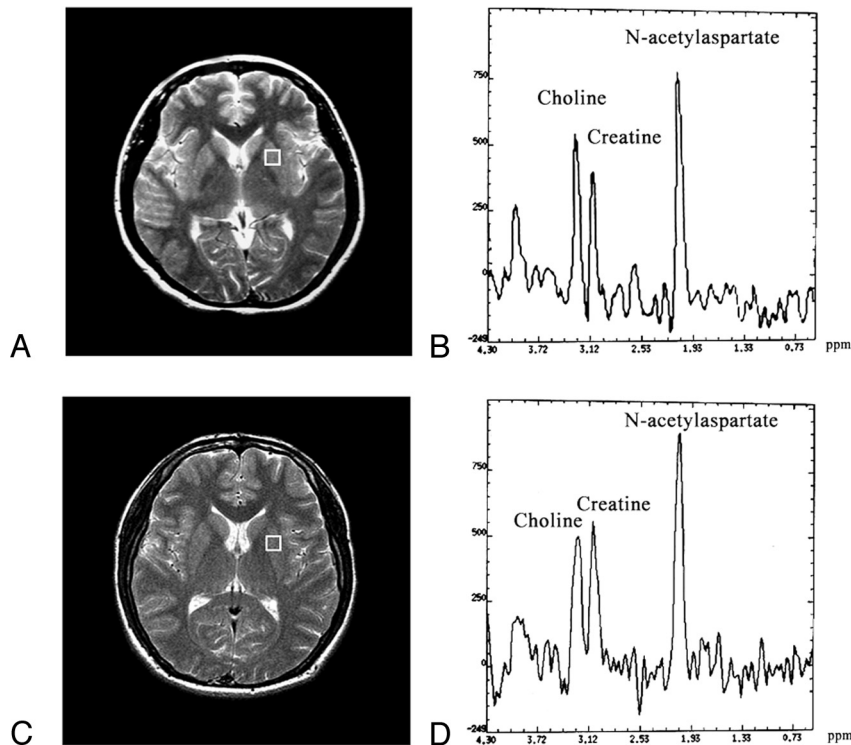 A
B
N-acetylaspartate
Choline
Creatine
750
500
250
0
-249
4.30 3.72 3.12 2.53 1.93 1.33 0.73 ppm
C
D
N-acetylaspartate
Creatine
Choline
750
500
250
0
-249
4.30 3.72 3.12 2.53 1.93 1.33 0.73 ppm